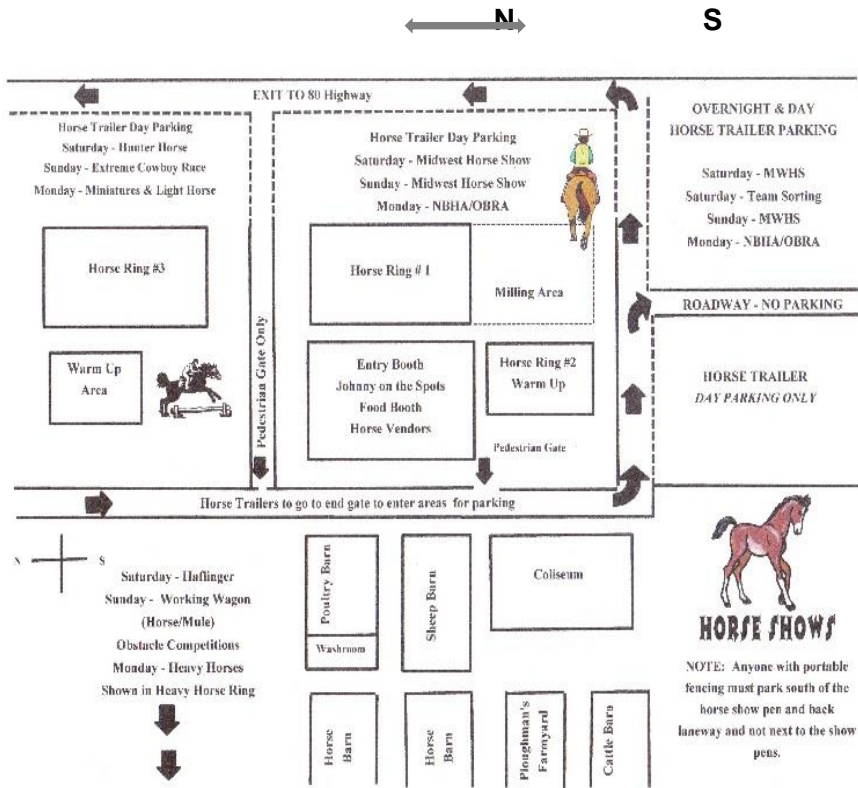 N S
EXIT TO 80 Highway
Horse Trailer Day Parking
Saturday - Hunter Horse
Sunday - Extreme Cowboy Race
Monday - Miniatures & Light Horse
Horse Trailer Day Parking
Saturday - Midwest Horse Show
Sunday - Midwest Horse Show
Monday - NBHA/OBRA
OVERNIGHT & DAY
HORSE TRAILER PARKING
Saturday - MWHS
Saturday - Team Sorting
Sunday - MWHS
Monday - NBHA/OBRA
Horse Ring #3
Horse Ring # 1
Milling Area
ROADWAY - NO PARKING
Warm Up
Area
Pedestrian Gate Only
Entry Booth
Johnny on the Spots
Food Booth
Horse Vendors
Horse Ring #2
Warm Up
Pedestrian Gate
HORSE TRAILER
DAY PARKING ONLY
Horse Trailers to go to end gate to enter areas for parking
N S
Saturday - Haflinger
Sunday - Working Wagon
(Horse/Mule)
Obstacle Competitions
Monday - Heavy Horses
Shown in Heavy Horse Ring
Poultry Barn
Washroom
Sheep Barn
Coliseum
Horse
Barn
Horse
Barn
Ploughman's
Farmyard
Cattle Barn
HORSE SHOWS
NOTE: Anyone with portable
fencing must park south of the
horse show pen and back
laneway and not next to the show
pens.